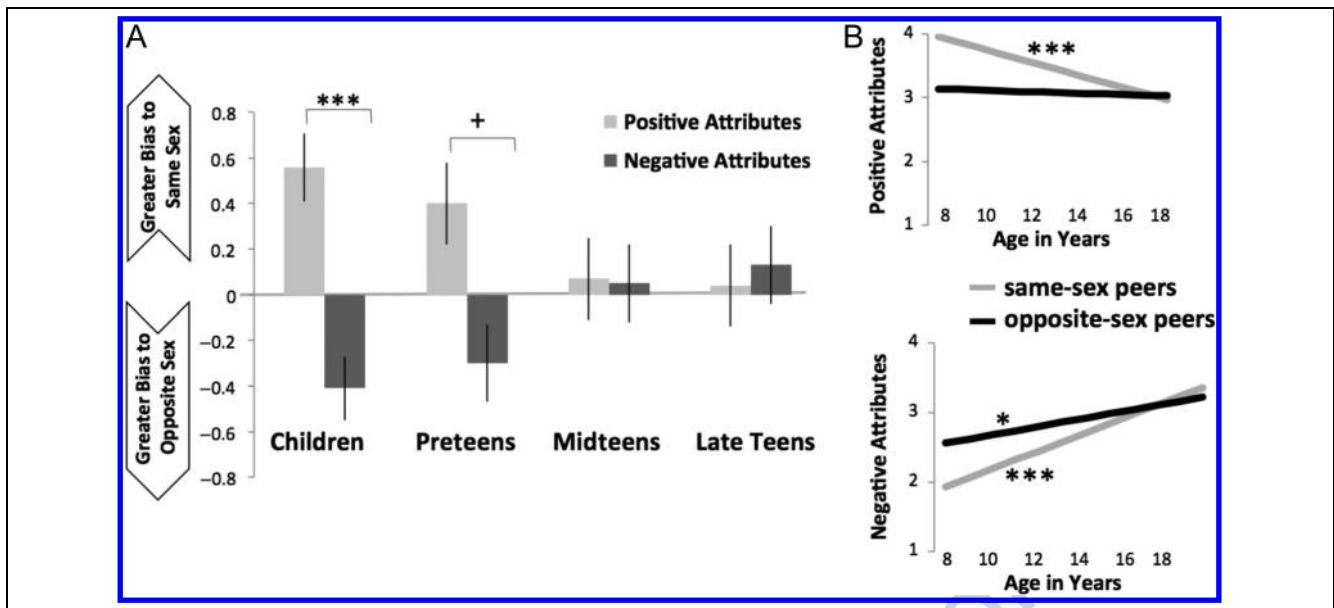 A
Greater Bias to
Same Sex
Greater Bias to
Opposite Sex
0.8
0.6
0.4
0.2
0
−0.2
−0.4
−0.6
−0.8
***
+
Positive Attributes
Negative Attributes
Children
Preteens
Midteens
Late Teens
B
Positive Attributes
4
3
2
1
***
8 10 12 14 16 18
Age in Years
same-sex peers
opposite-sex peers
Negative Attributes
4
3
2
1
*
***
8 10 12 14 16 18
Age in Years